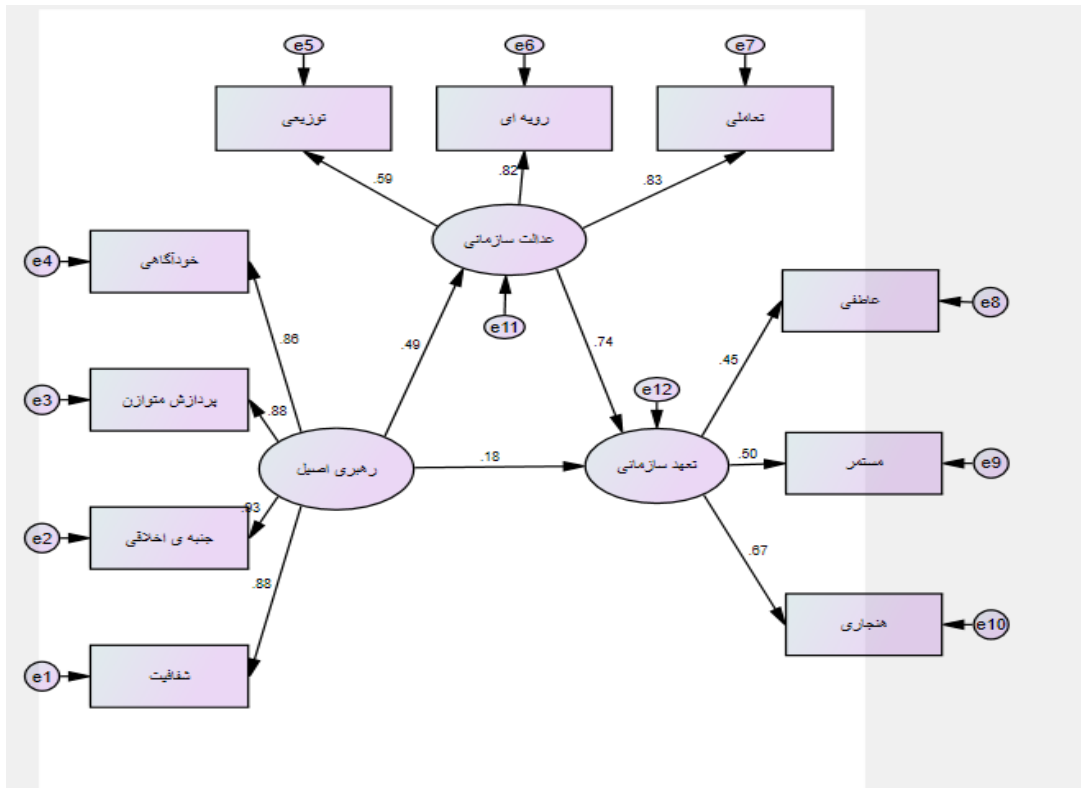 e5
e6
e7
توزیعی
رویه ای
تعاملی
.59
.82
.83
عدالت سازمانی
e4
خودآگاهی
e11
عاطفی
e8
.86
.49
.74
.45
e3
پردازش متوازن
.88
e12
رهبری اصیل
.18
تعهد سازمانی
.50
مستمر
e9
.93
e2
جنبه ی اخلاقی
.67
.88
هنجاری
e10
e1
شفافیت